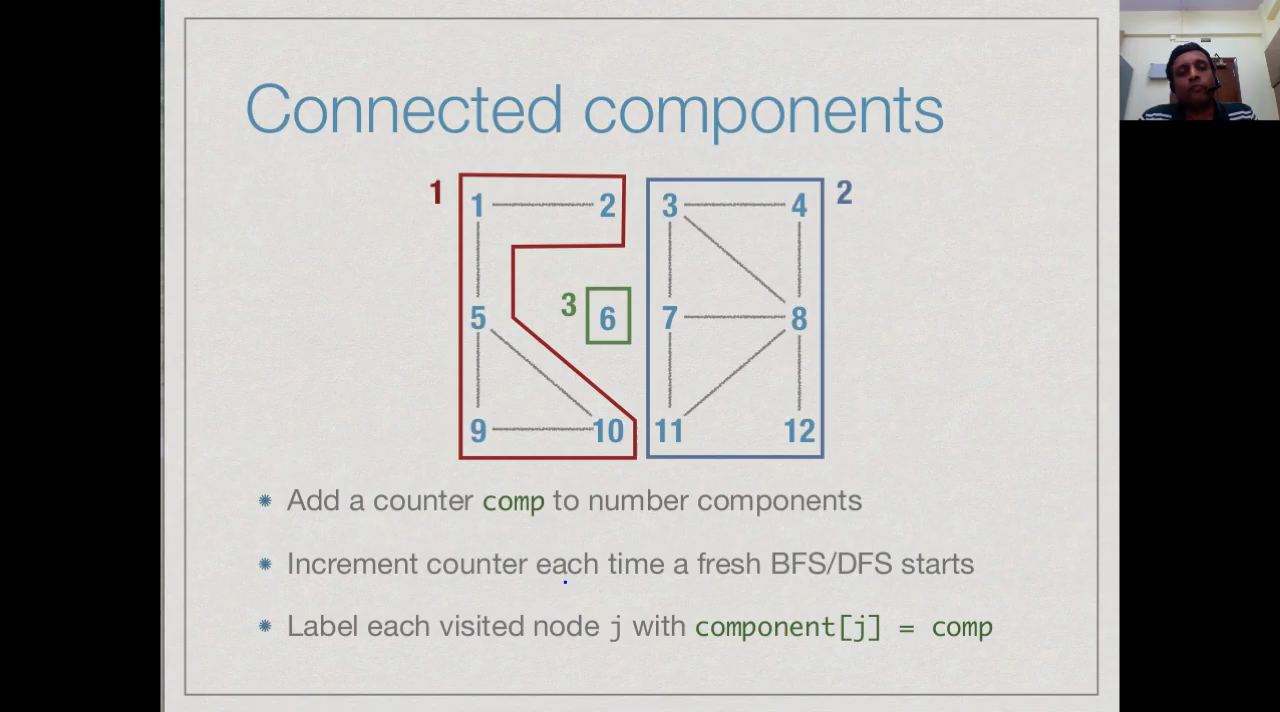 Connected components
1 1 2 3 4 2
5 3 6 7 8
9 10 11 12
Add a counter comp to number components
Increment counter each time a fresh BFS/DFS starts
Label each visited node j with component[j] = comp